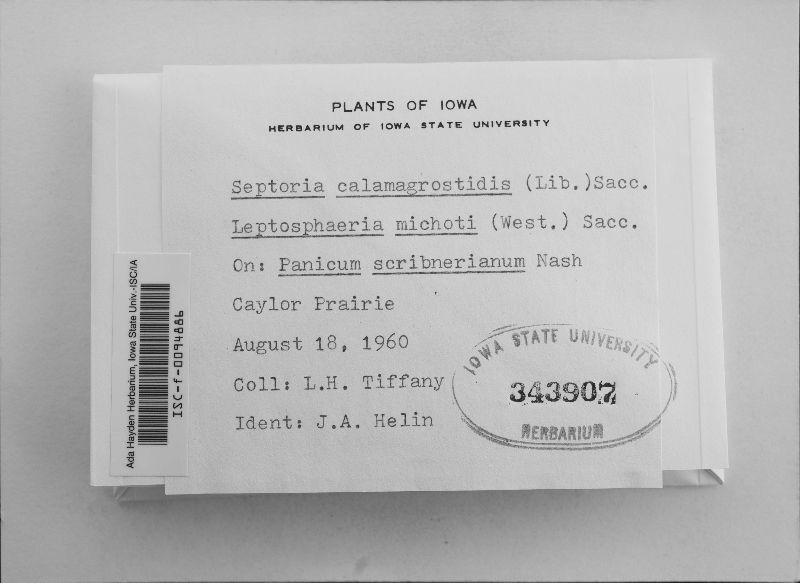 PLANTS OF IOWA
HERBARIUM OF IOWA STATE UNIVERSITY
Septoria calamagrostidis (Lib.)Sacc.
Leptosphaeria michoti (West.) Sacc.
On: Panicum scribnerianum Nash
Caylor Prairie
August 18, 1960
Coll: L.H. Tiffany
Ident: J.A. Helin
IOWA STATE UNIVERSITY
343907
HERBARIUM
Ada Hayden Herbarium, Iowa State Univ.-ISC/IA
ISC-f-0094886